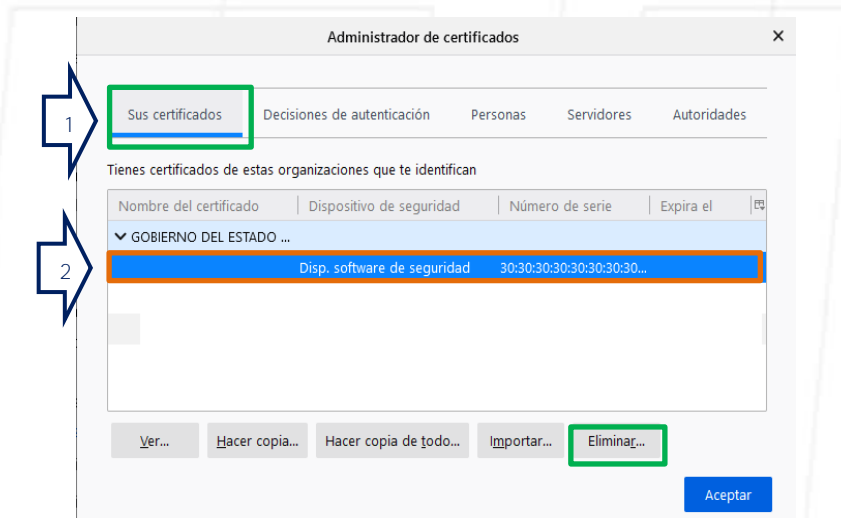 Administrador de certificados
1
Sus certificados Decisiones de autenticación Personas Servidores Autoridades
Tienes certificados de estas organizaciones que te identifican
Nombre del certificado Dispositivo de seguridad Número de serie Expira el
GOBIERNO DEL ESTADO ...
2
Disp. software de seguridad 30:30:30:30:30:30:30:30...
Ver... Hacer copia... Hacer copia de todo... Importar... Eliminar...
Aceptar